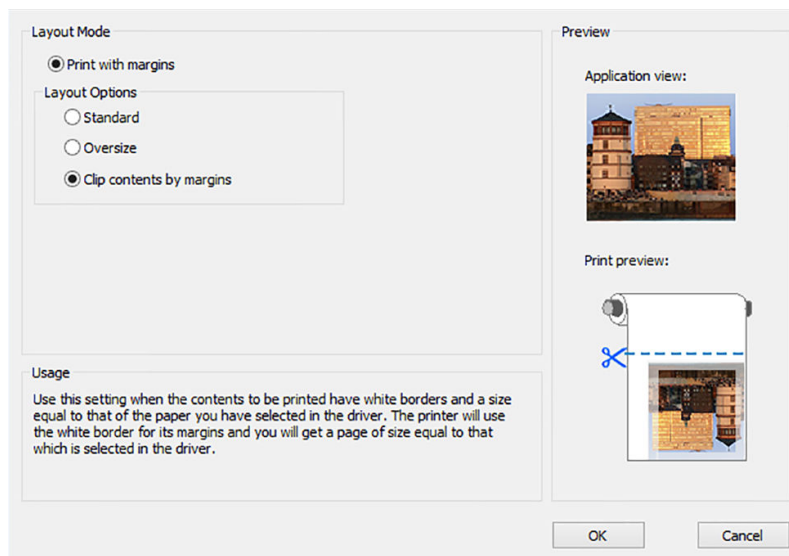 Layout Mode
Print with margins
Layout Options
Standard
Oversize
Clip contents by margins
Usage
Use this setting when the contents to be printed have white borders and a size
equal to that of the paper you have selected in the driver. The printer will use
the white border for its margins and you will get a page of size equal to that
which is selected in the driver.
Preview
Application view:
Print preview:
OK
Cancel